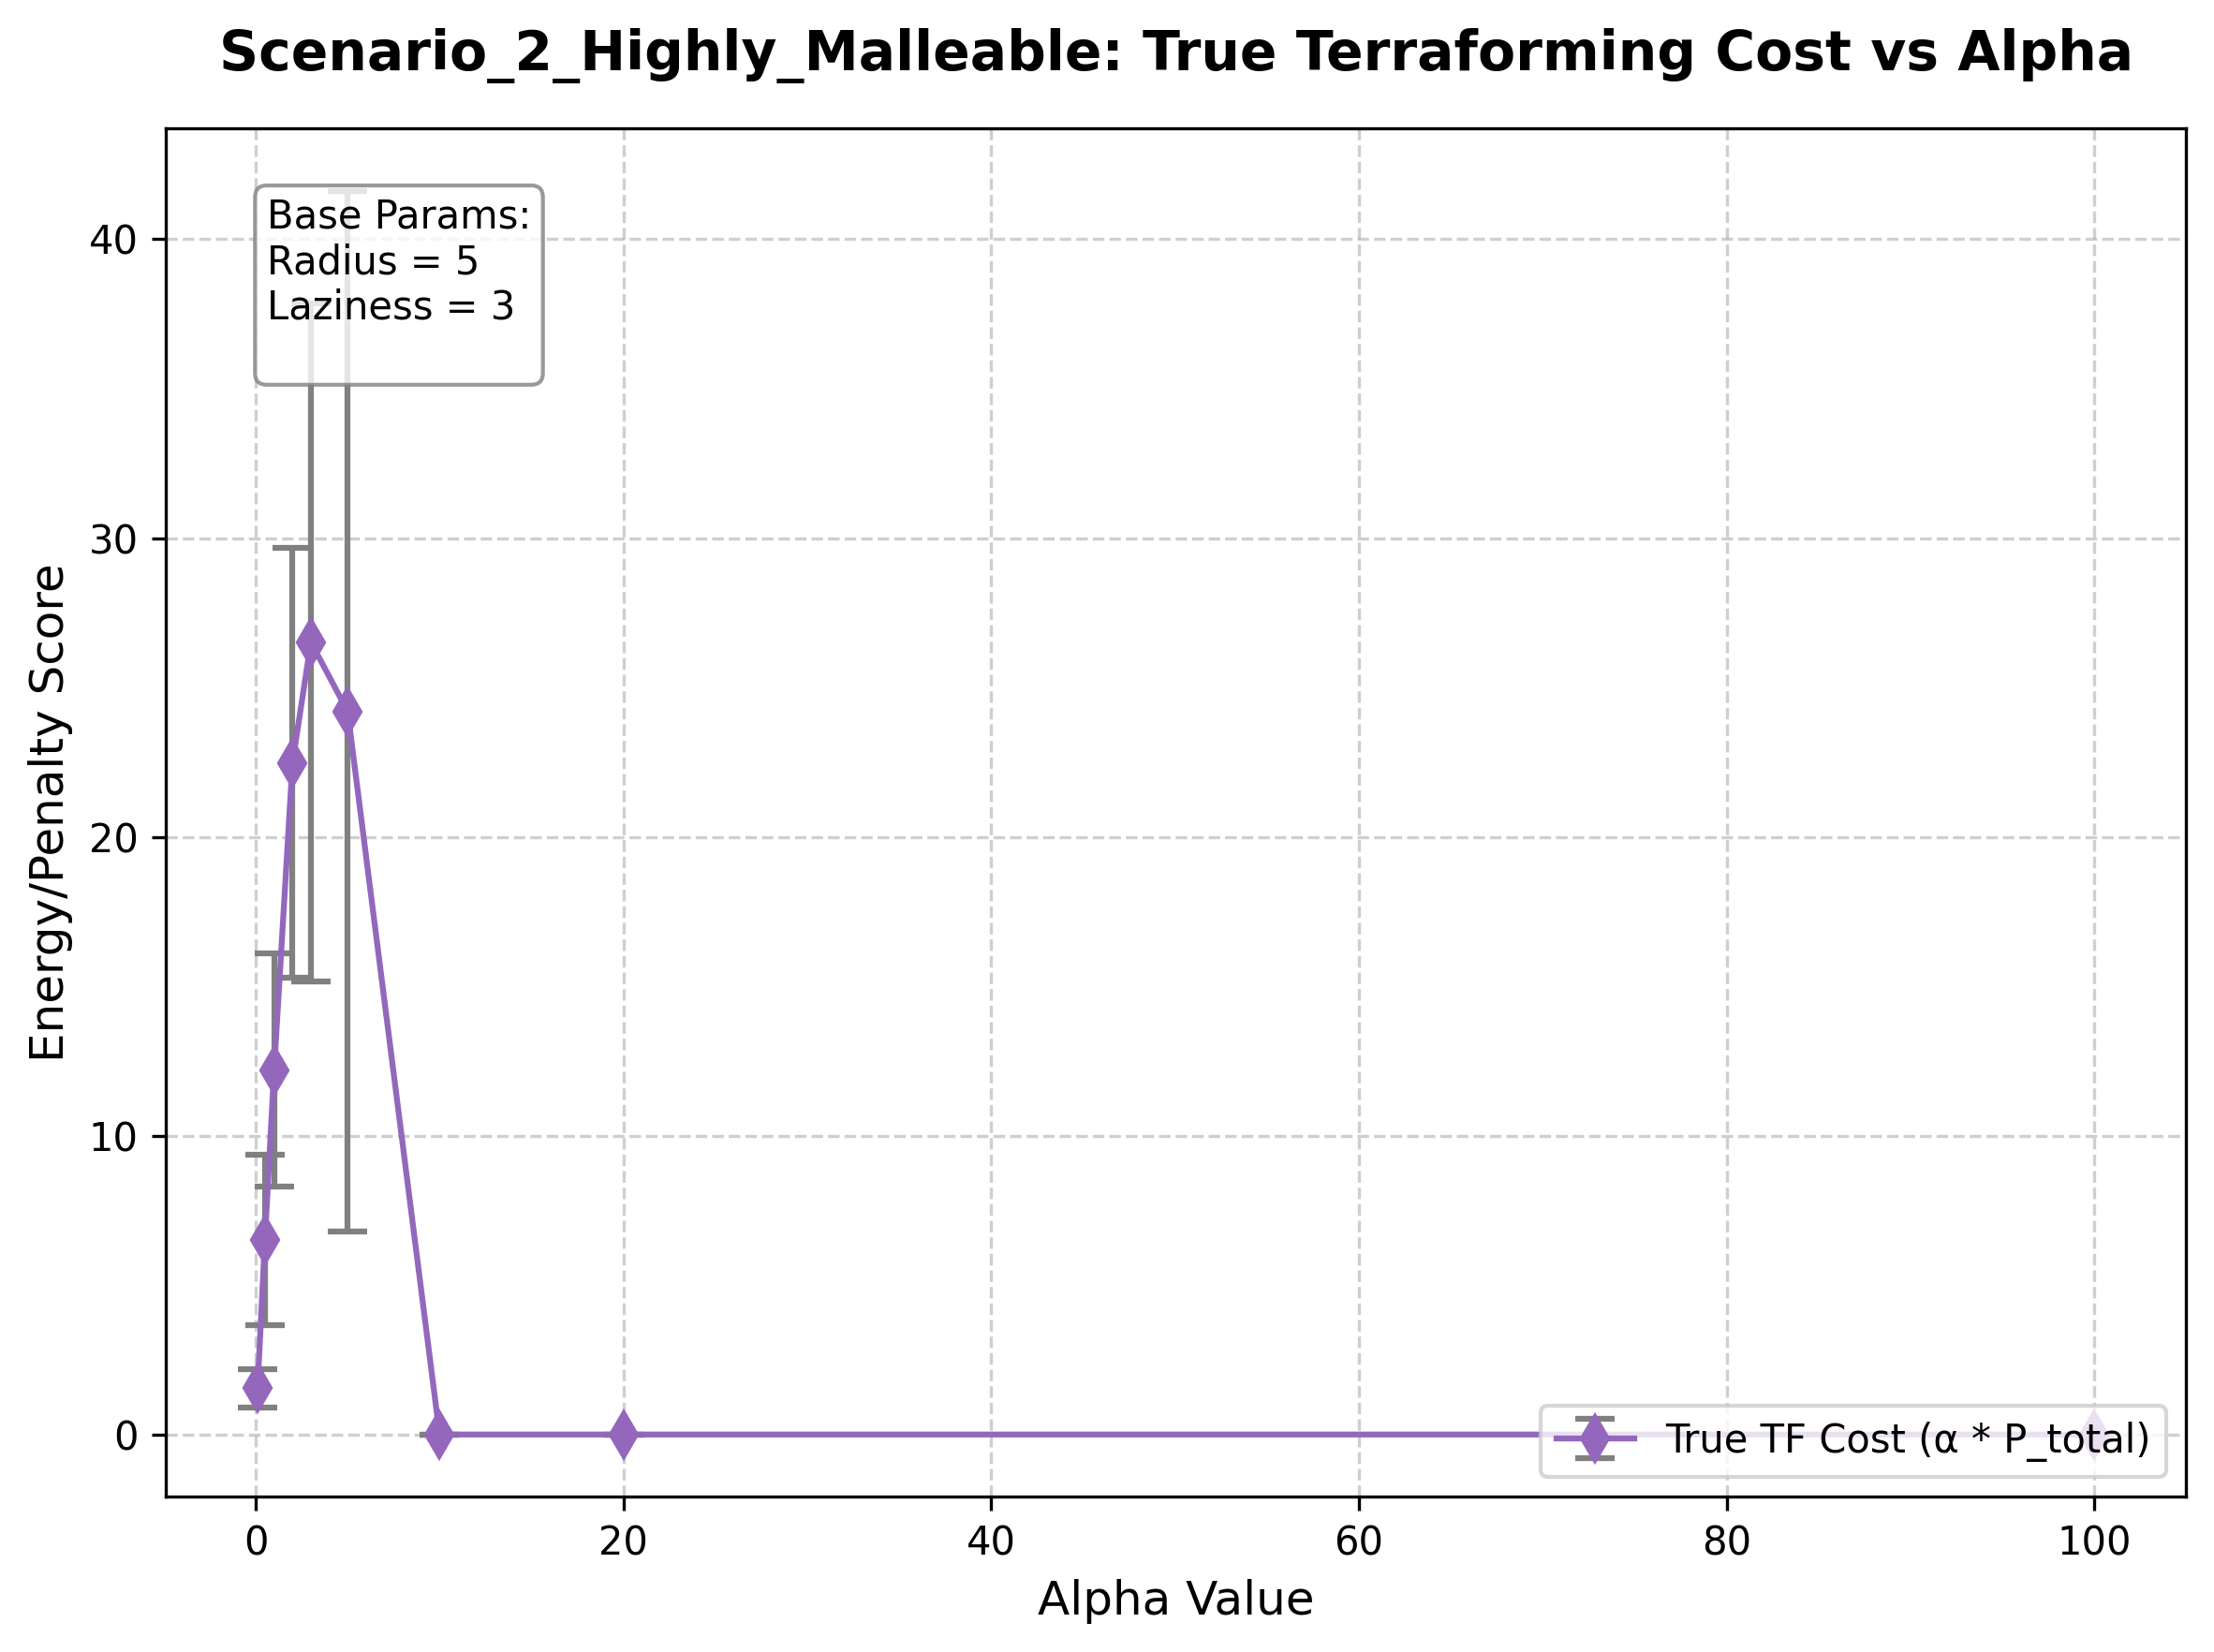 Scenario_2_Highly_Malleable: True Terraforming Cost vs Alpha
Base Params:
Radius = 5
Laziness = 3
Energy/Penalty Score
40
30
20
10
0
0 20 40 60 80 100
Alpha Value
True TF Cost (α * P_total)